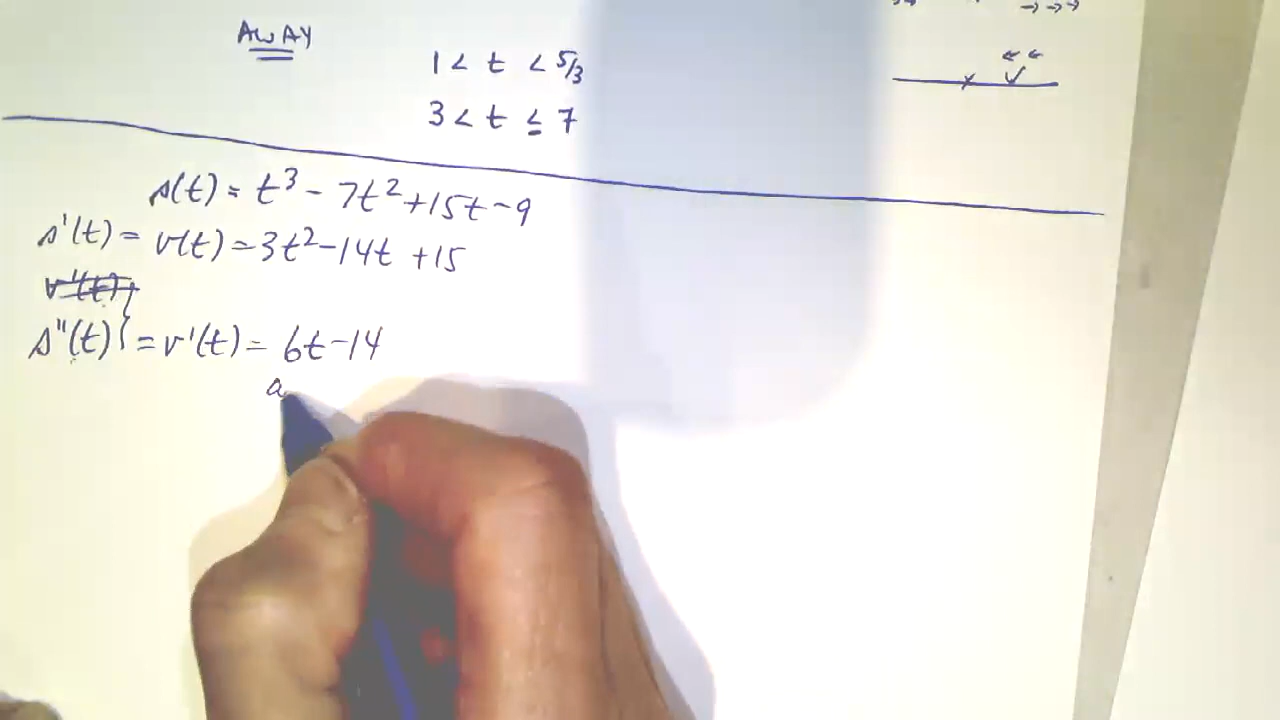 AWAY
1 < t < 5/3
3 < t ≤ 7
s(t) = t³ - 7t² + 15t - 9
s'(t) = v(t) = 3t² - 14t + 15
s''(t) = v'(t) = 6t - 14
a